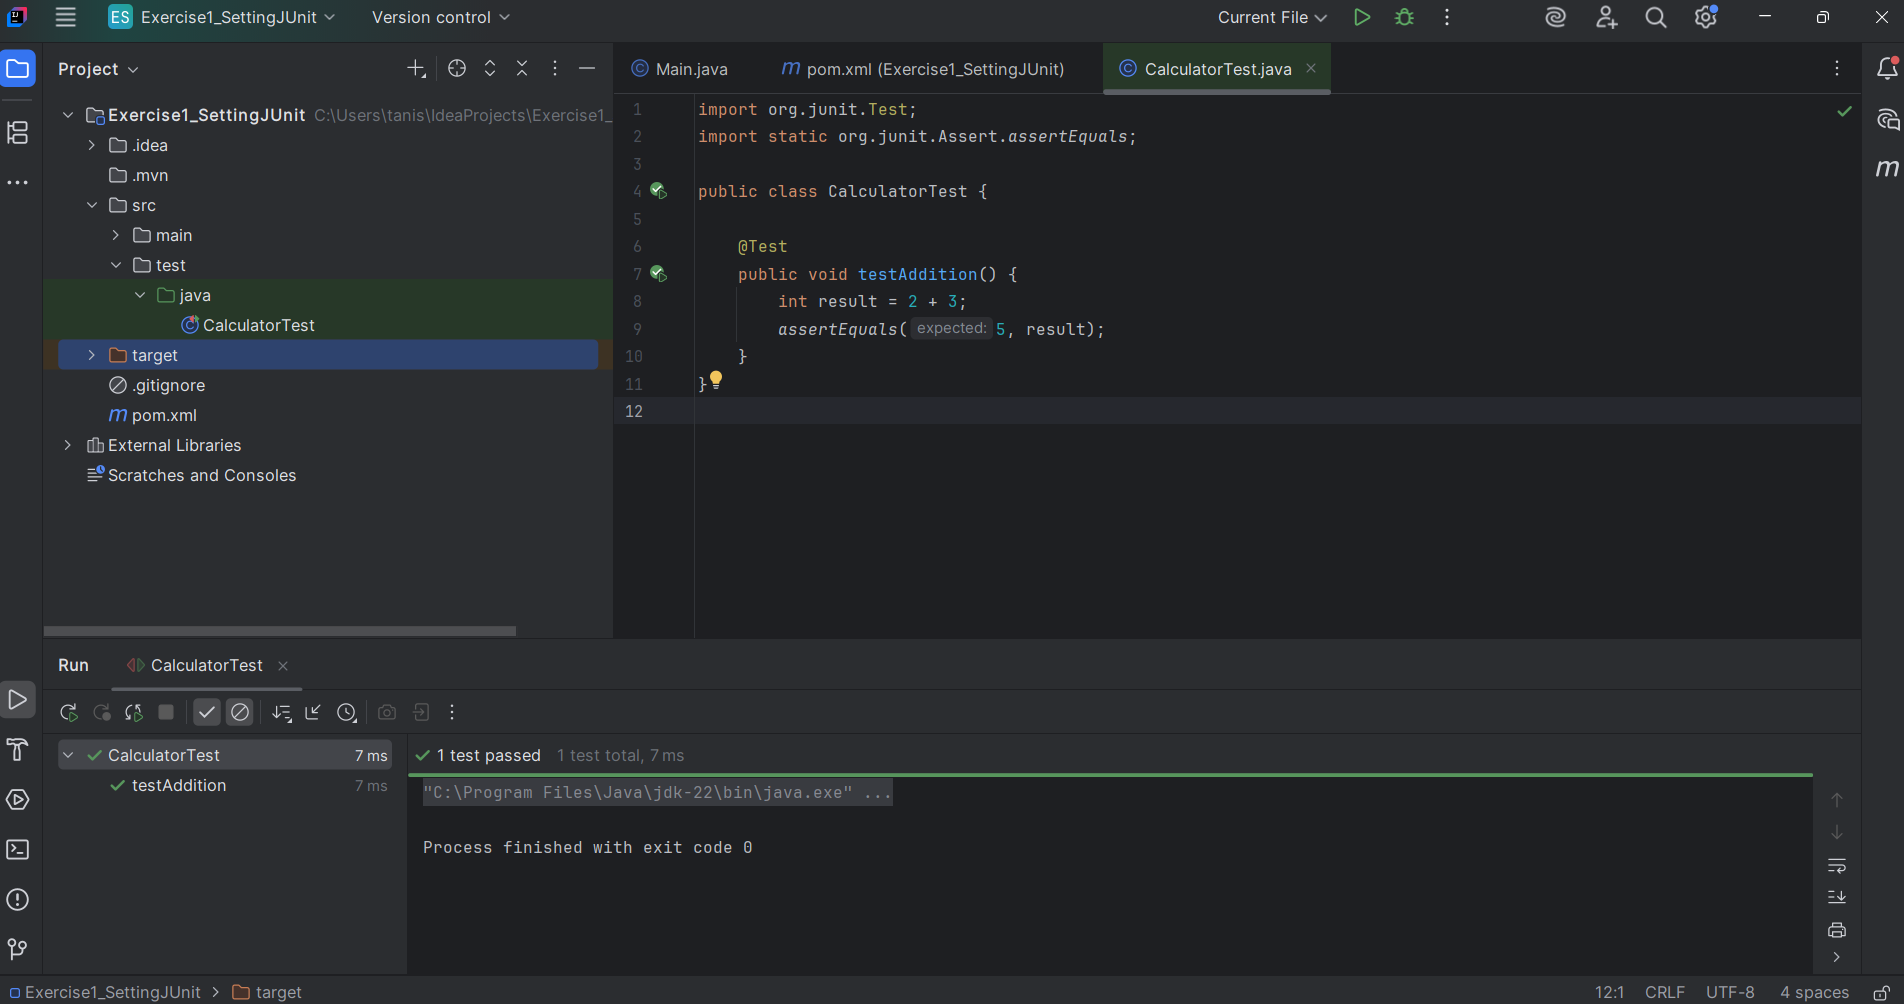 ES Exercise1_SettingJUnit Version control Current File
Project
Main.java
m pom.xml (Exercise1_SettingJUnit)
CalculatorTest.java
Exercise1_SettingJUnit C:\Users\tanis\IdeaProjects\Exercise1_
.idea
.mvn
src
main
test
java
CalculatorTest
target
.gitignore
m pom.xml
External Libraries
Scratches and Consoles
1 import org.junit.Test;
2 import static org.junit.Assert.assertEquals;
3
4 public class CalculatorTest {
5
6 @Test
7 public void testAddition() {
8 int result = 2 + 3;
9 assertEquals( expected: 5, result);
10 }
11 }
12
m
Run CalculatorTest
CalculatorTest 7 ms
testAddition 7 ms
1 test passed 1 test total, 7 ms
"C:\Program Files\Java\jdk-22\bin\java.exe" ...
Process finished with exit code 0
Exercise1_SettingJUnit > target
12:1 CRLF UTF-8 4 spaces